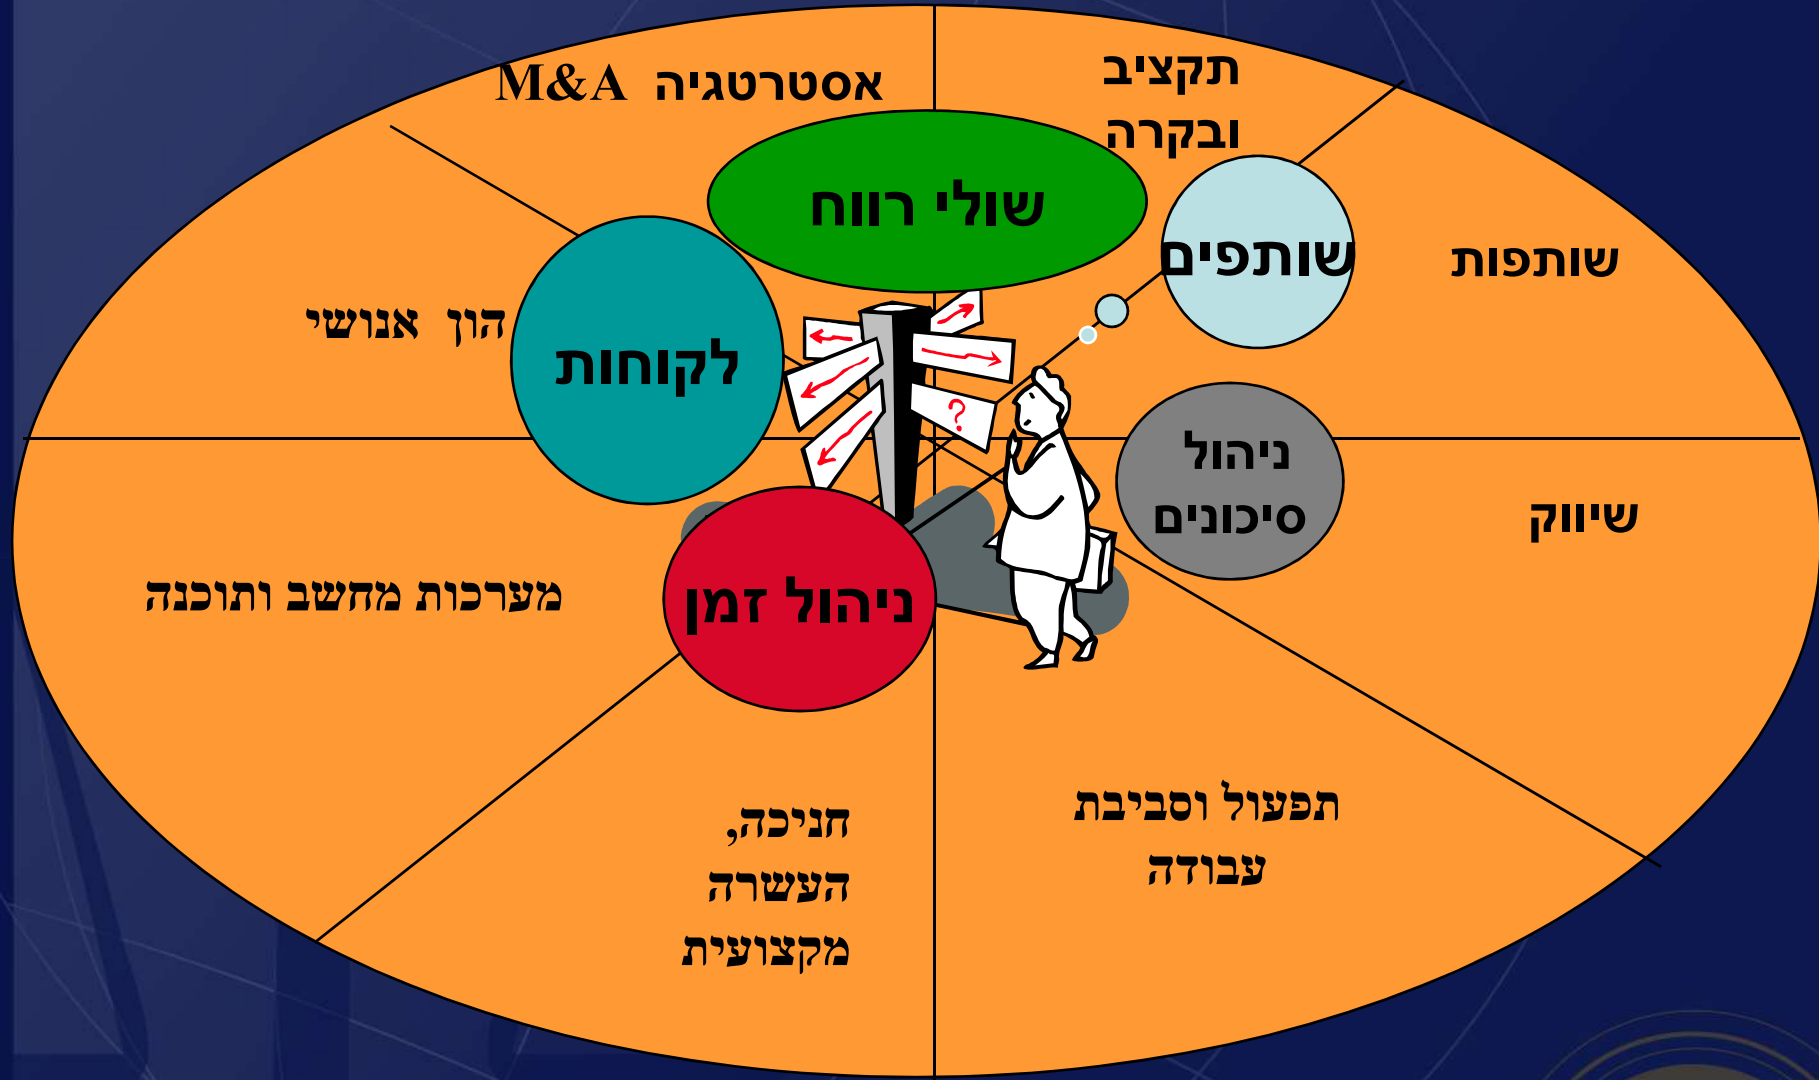 אסטרטגיה M&A
תקציב
ובקרה
שולי רווח
שותפים
שותפות
הון אנושי
לקוחות
?
ניהול
סיכונים
שיווק
מערכות מחשב ותוכנה
ניהול זמן
תפעול וסביבת
עבודה
חניכה,
העשרה
מקצועית